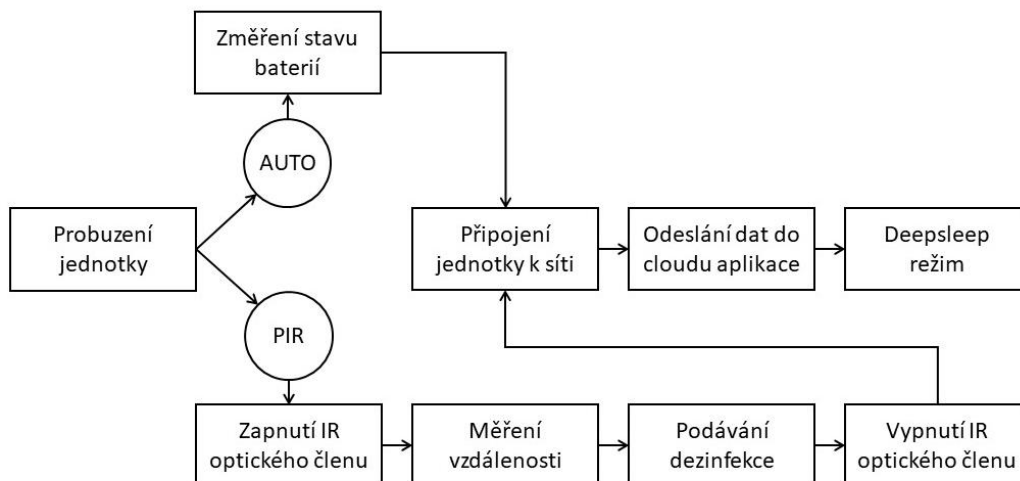 Změření stavu
baterií
AUTO
Probuzení
jednotky
Připojení
jednotky k síti
Odeslání dat do
cloudu aplikace
Deepsleep
režim
PIR
Zapnutí IR
optického členu
Měření
vzdálenosti
Podávání
dezinfekce
Vypnutí IR
optického členu